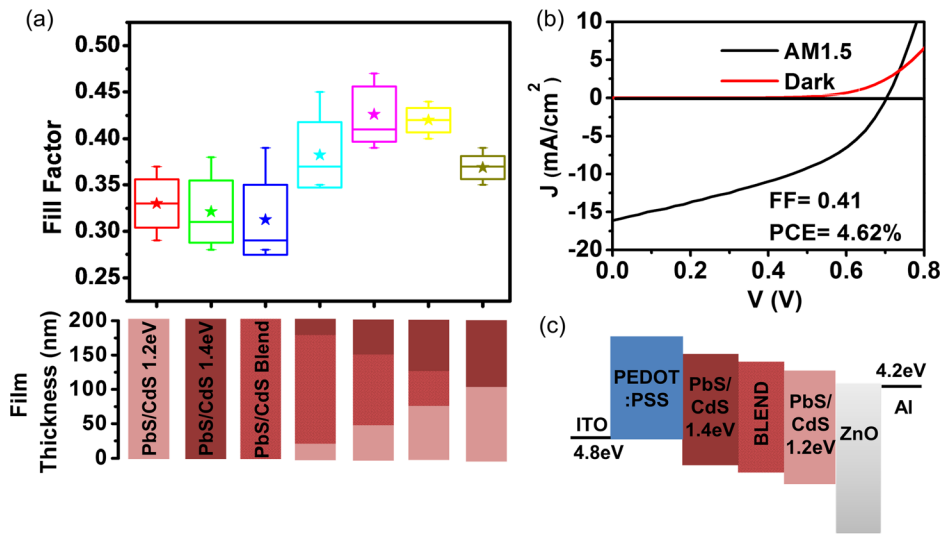 (a)
0.50
0.45
0.40
0.35
0.30
0.25
Fill Factor
200
150
100
50
0
Film
Thickness (nm)
PbS/CdS 1.2eV
PbS/CdS 1.4eV
PbS/CdS Blend
(b)
10
5
0
-5
-10
-15
-20
J (mA/cm²)
AM1.5
Dark
FF= 0.41
PCE= 4.62%
0.0
0.2
0.4
0.6
0.8
V (V)
(c)
ITO
4.8eV
PEDOT
:PSS
PbS/
CdS
1.4eV
BLEND
PbS/
CdS
1.2eV
ZnO
4.2eV
Al